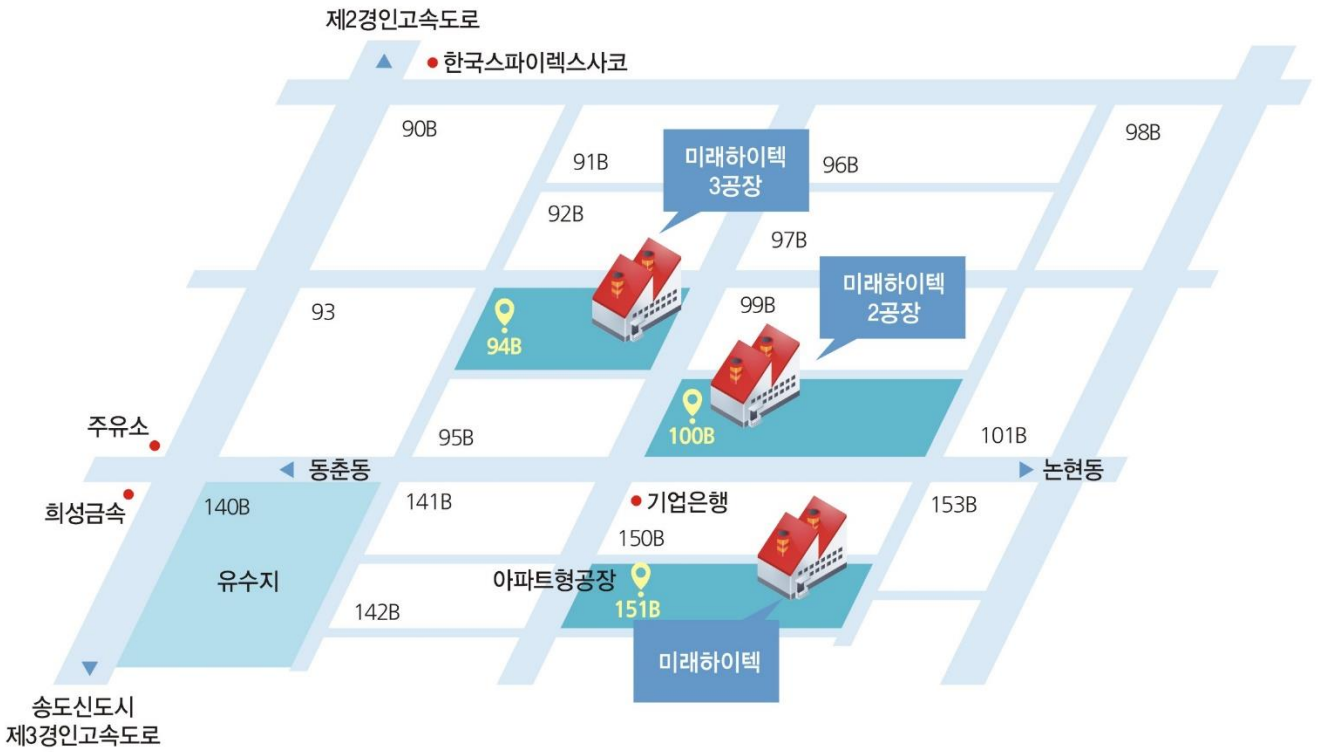 제2경인고속도로
한국스파이렉스사코
90B
98B
91B
미래하이텍
3공장
96B
92B
97B
미래하이텍
2공장
93
99B
94B
주유소
95B
100B
101B
동춘동
논현동
희성금속
140B
141B
기업은행
153B
150B
유수지
아파트형공장
151B
142B
미래하이텍
송도신도시
제3경인고속도로